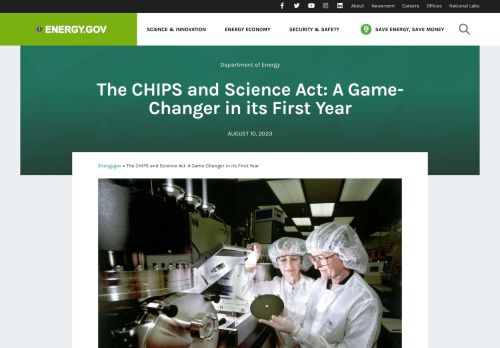 About Newsroom Careers Offices National Labs
ENERGY.GOV SCIENCE & INNOVATION ENERGY ECONOMY SECURITY & SAFETY SAVE ENERGY, SAVE MONEY
Department of Energy
The CHIPS and Science Act: A Game-
Changer in its First Year
AUGUST 10, 2023
Energy.gov » The CHIPS and Science Act: A Game-Changer in its First Year